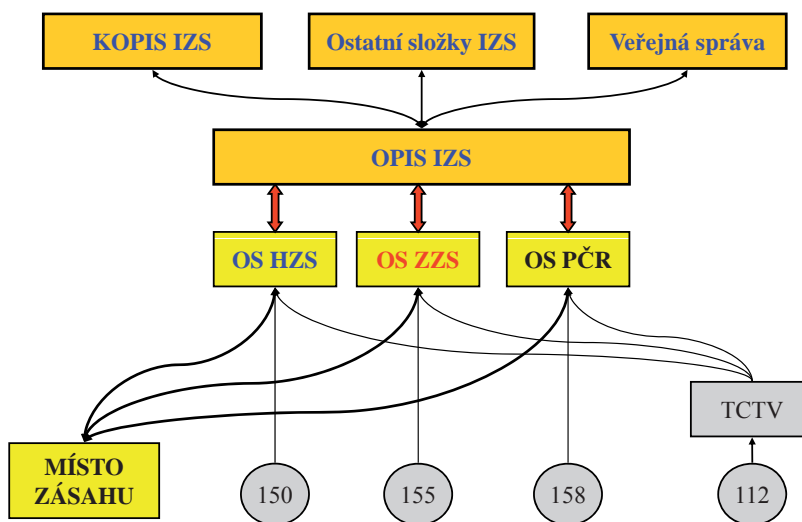 KOPIS IZS
Ostatní složky IZS
Veřejná správa
OPIS IZS
OS HZS
OS ZZS
OS PČR
TCTV
MÍSTO
ZÁSAHU
150
155
158
112